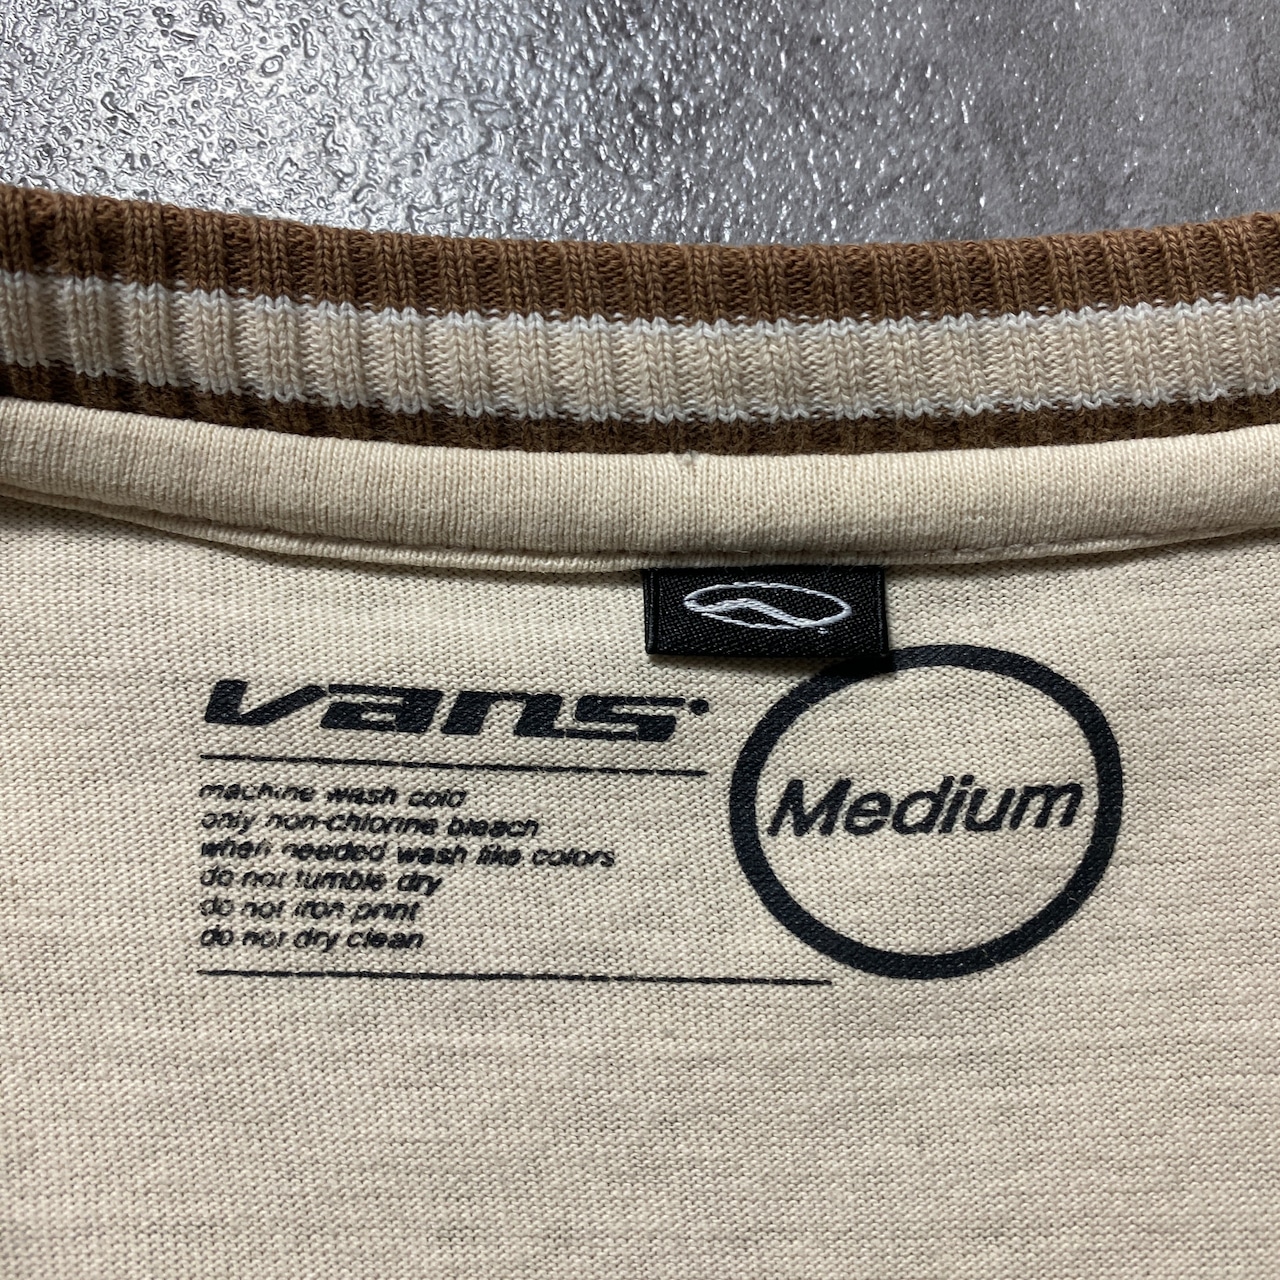 vans
Medium
machine wash cold
only non-chlorine bleach
when needed wash like colors
do not tumble dry
do not iron print
do not dry clean